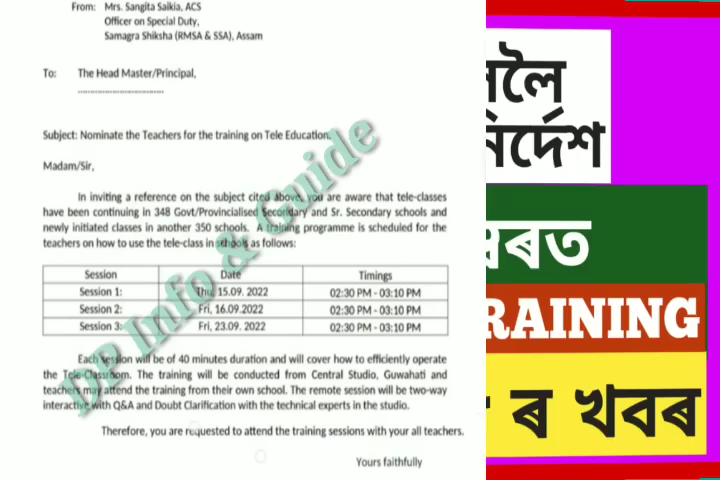 From: Mrs. Sangita Saikia, ACS
Officer on Special Duty,
Samagra Shiksha (RMSA & SSA), Assam
To: The Head Master/Principal,
--------------------------------
Subject: Nominate the Teachers for the training on Tele Education.
Madam/Sir,
In inviting a reference on the subject cited above, you are aware that tele-classes
have been continuing in 348 Govt/Provincialised Secondary and Sr. Secondary schools and
newly initiated classes in another 350 schools. A training programme is scheduled for the
teachers on how to use the tele-class in schools as follows:
Session Date Timings
Session 1: Thu, 15.09. 2022 02:30 PM - 03:10 PM
Session 2: Fri, 16.09.2022 02:30 PM - 03:10 PM
Session 3: Fri, 23.09. 2022 02:30 PM - 03:10 PM
Each session will be of 40 minutes duration and will cover how to efficiently operate
the Tele-Classroom. The training will be conducted from Central Studio, Guwahati and
teachers may attend the training from their own school. The remote session will be two-way
interactive with Q&A and Doubt Clarification with the technical experts in the studio.
Therefore, you are requested to attend the training sessions with your all teachers.
Yours faithfully
DP Info & Guide
লৈ
নিৰ্দেশ
ৰত
RAINING
ৰ খবৰ